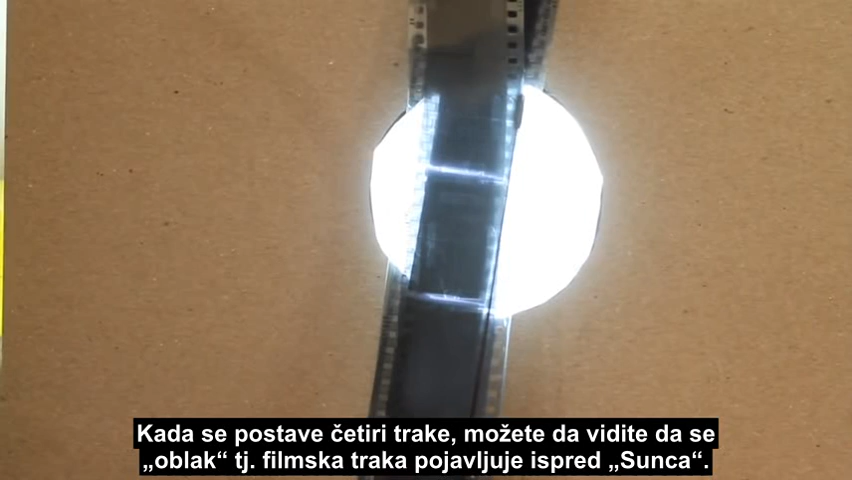 Kada se postave četiri trake, možete da vidite da se
„oblak“ tj. filmska traka pojavljuje ispred „Sunca“.